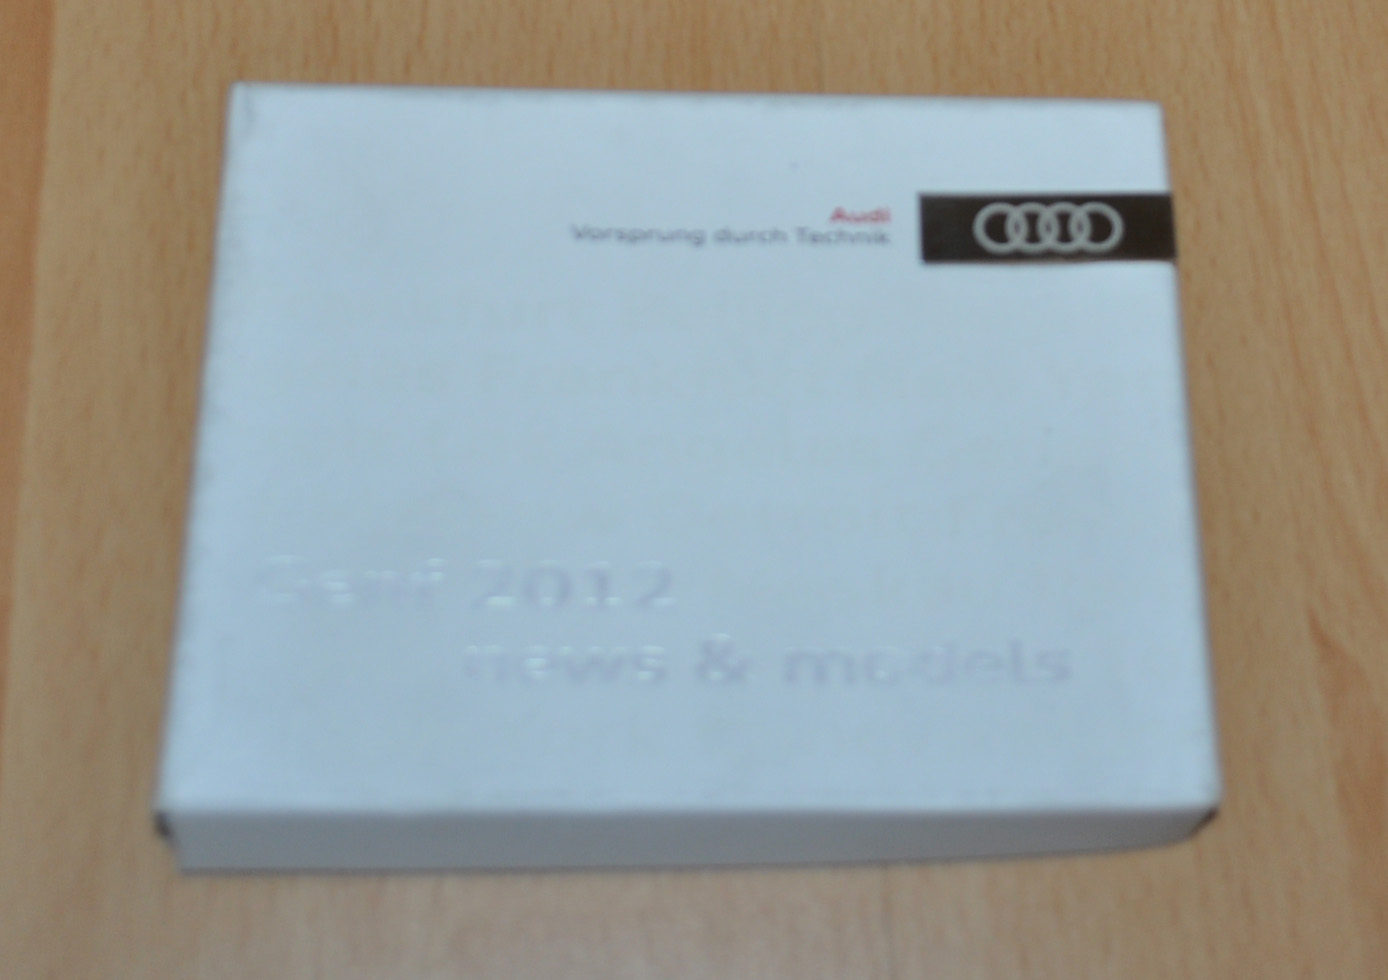 Audi
Vorsprung durch Technik
Genf 2012
news & models